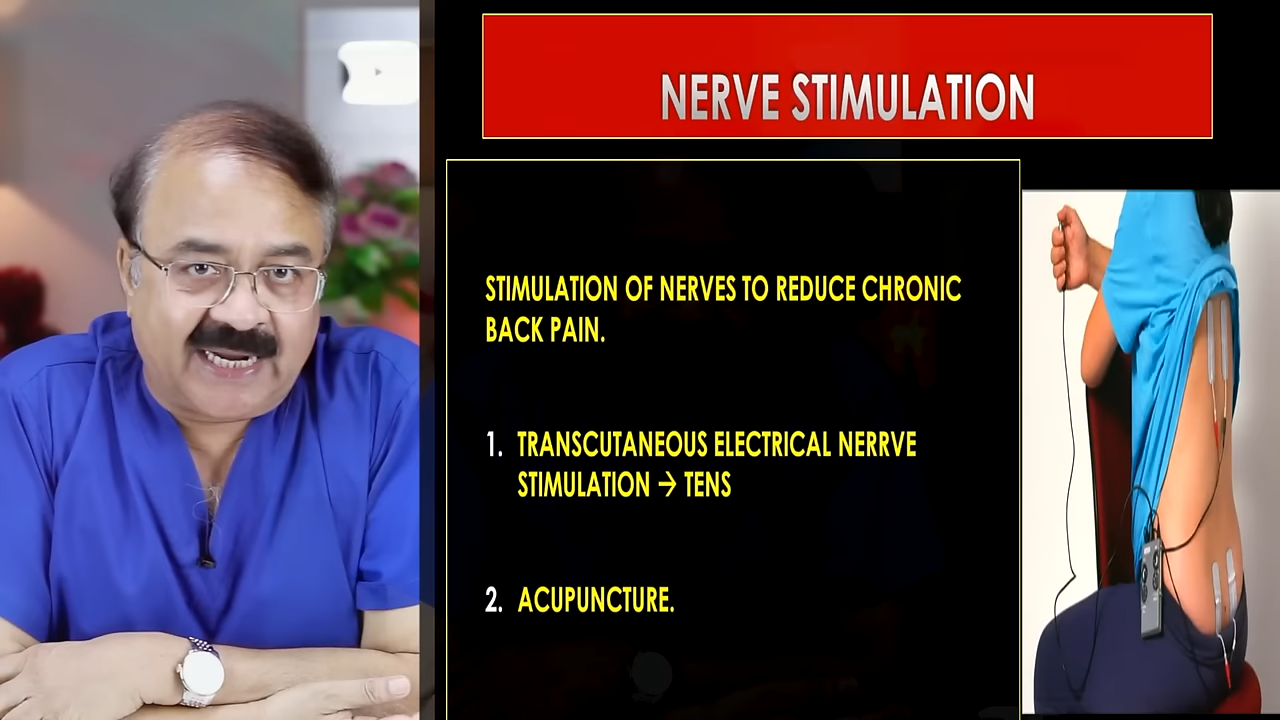 NERVE STIMULATION
STIMULATION OF NERVES TO REDUCE CHRONIC
BACK PAIN.
1. TRANSCUTANEOUS ELECTRICAL NERRVE
STIMULATION → TENS
2. ACUPUNCTURE.